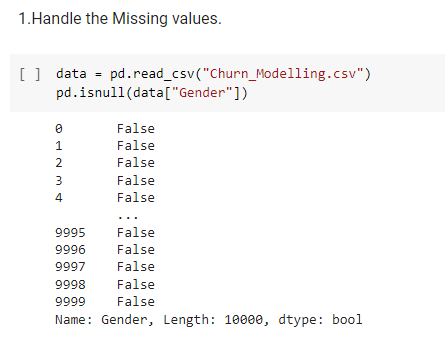 1.Handle the Missing values.
[ ] data = pd.read_csv("Churn_Modelling.csv")
pd.isnull(data["Gender"])
0 False
1 False
2 False
3 False
4 False
...
9995 False
9996 False
9997 False
9998 False
9999 False
Name: Gender, Length: 10000, dtype: bool